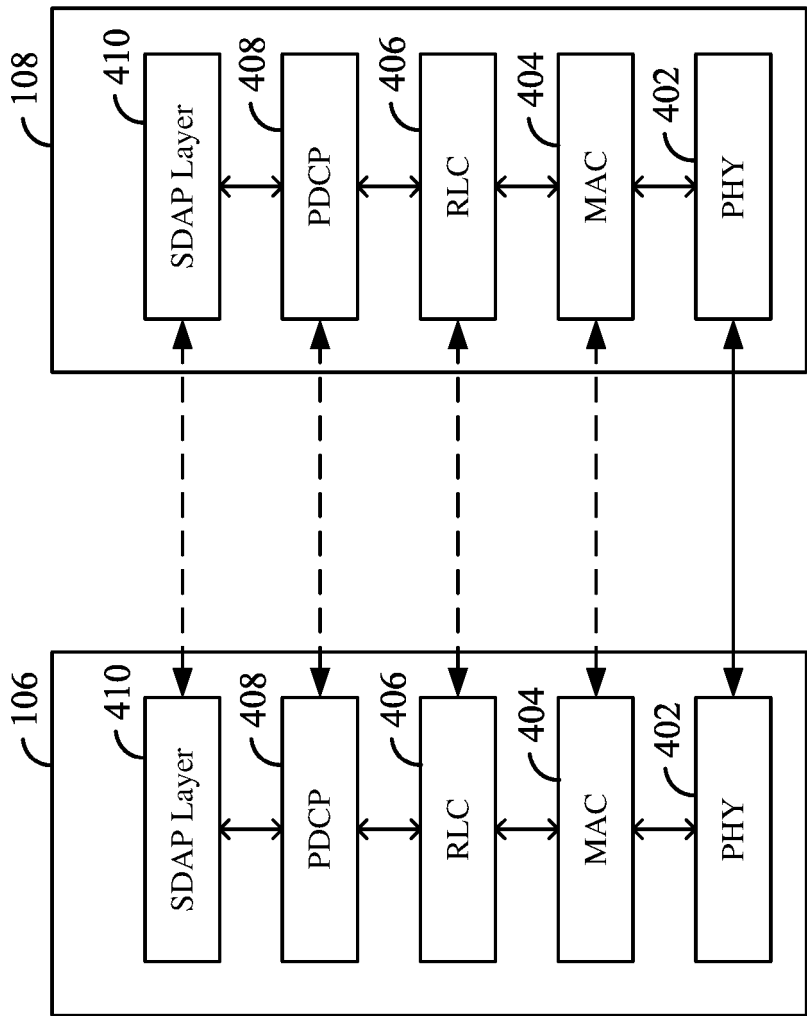 106
410
SDAP Layer
408
PDCP
406
RLC
404
MAC
402
PHY
108
410
SDAP Layer
408
PDCP
406
RLC
404
MAC
402
PHY